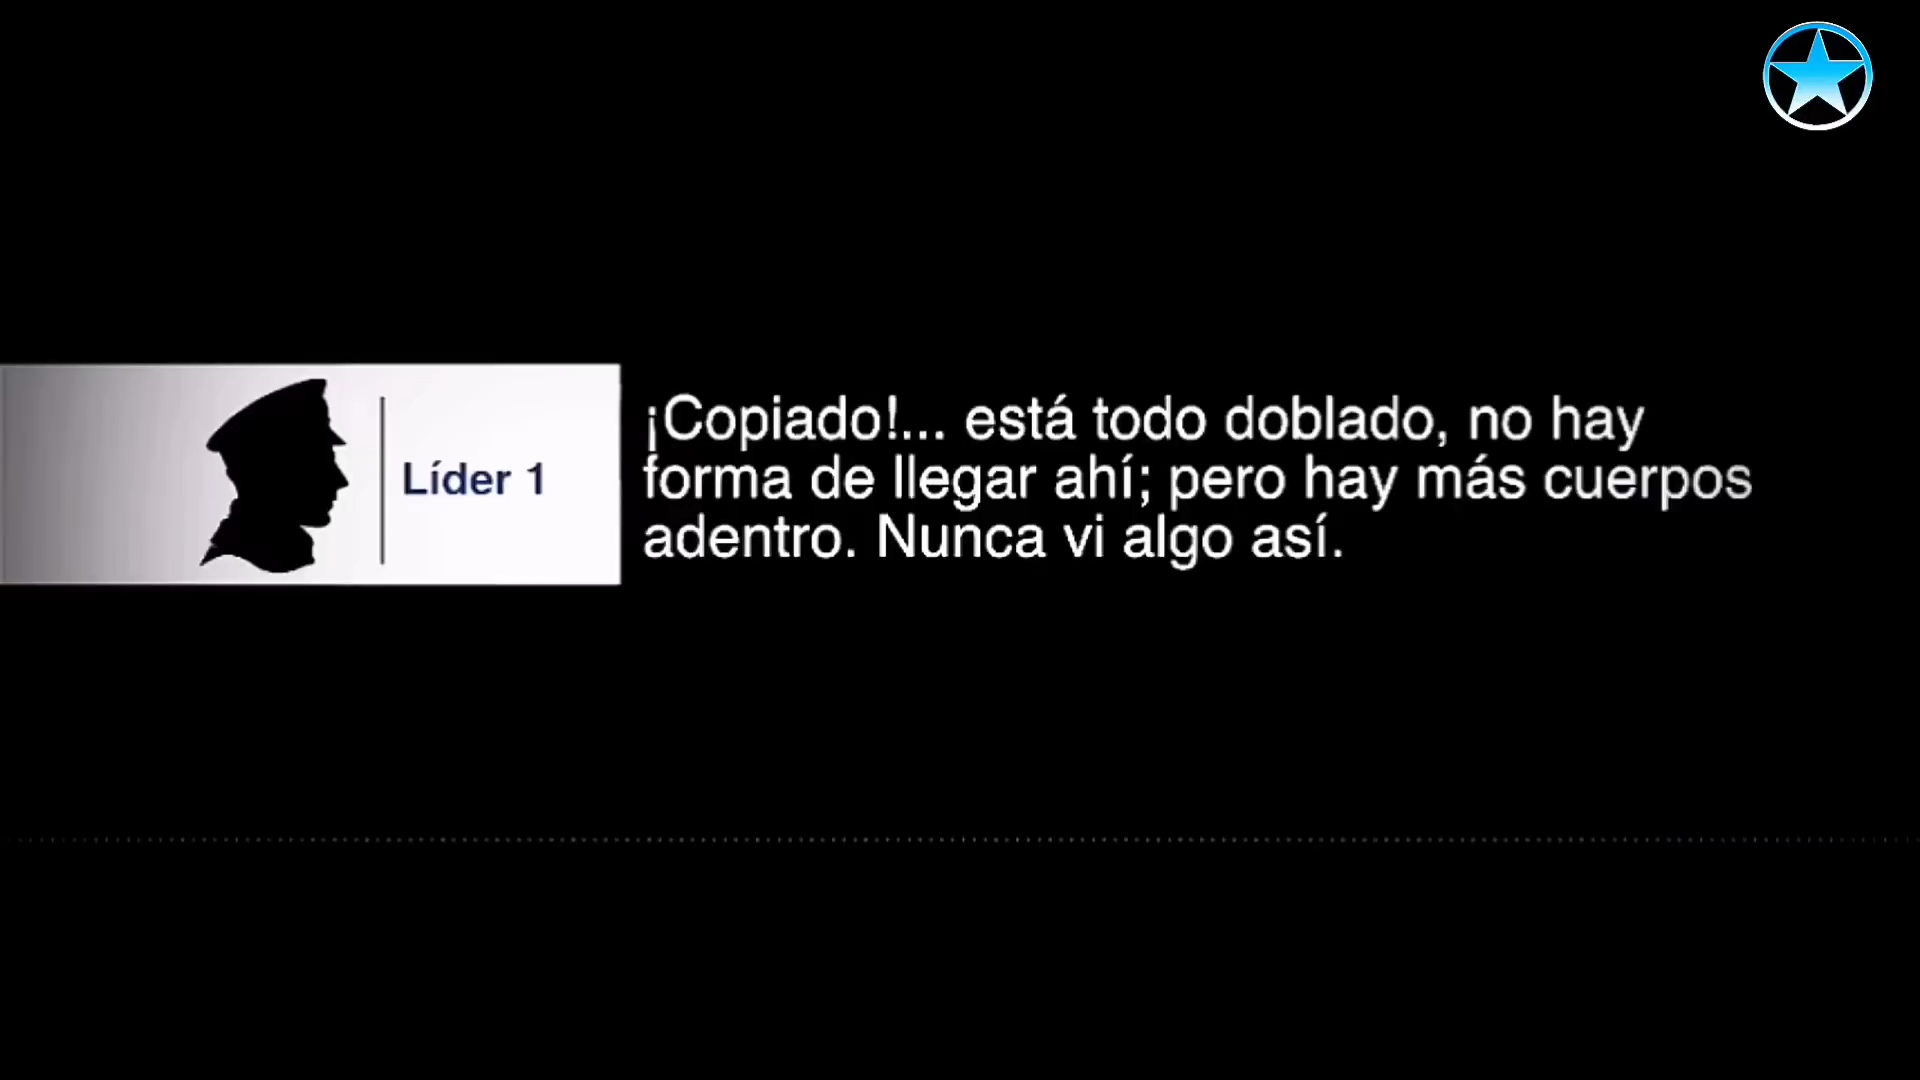 Líder 1
¡Copiado!... está todo doblado, no hay
forma de llegar ahí; pero hay más cuerpos
adentro. Nunca vi algo así.